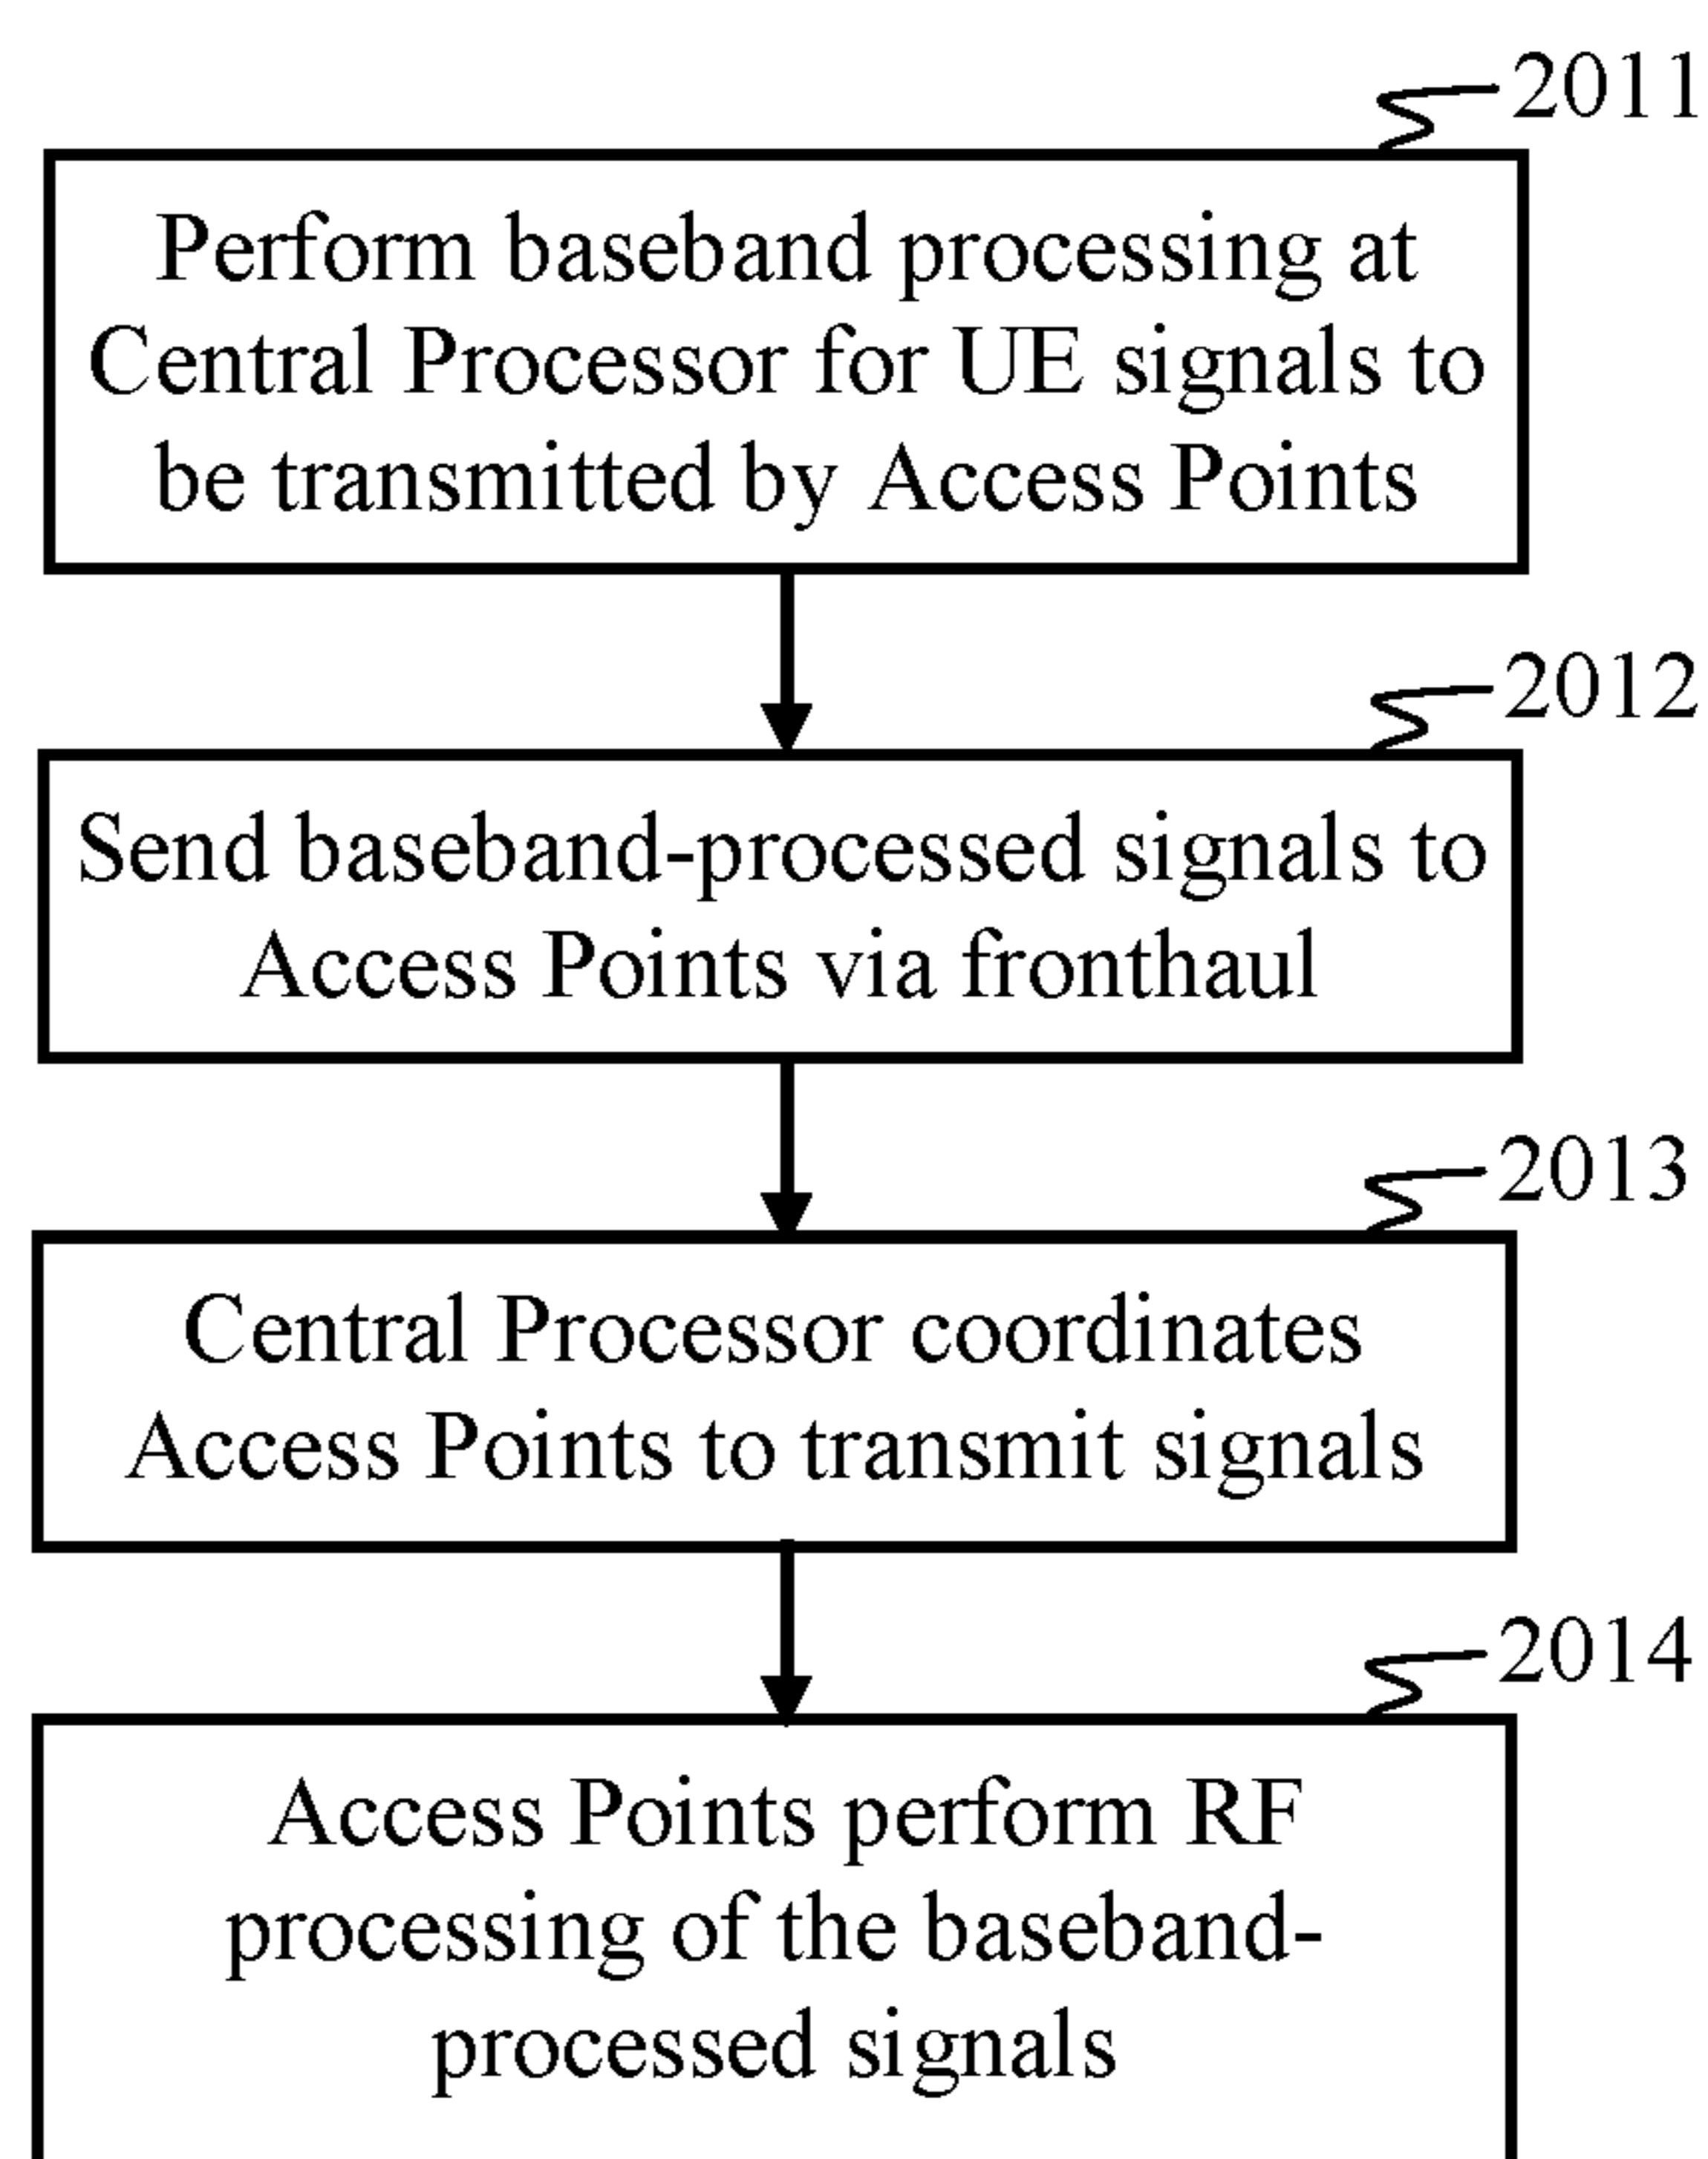 2011
Perform baseband processing at
Central Processor for UE signals to
be transmitted by Access Points
2012
Send baseband-processed signals to
Access Points via fronthaul
2013
Central Processor coordinates
Access Points to transmit signals
2014
Access Points perform RF
processing of the baseband-
processed signals